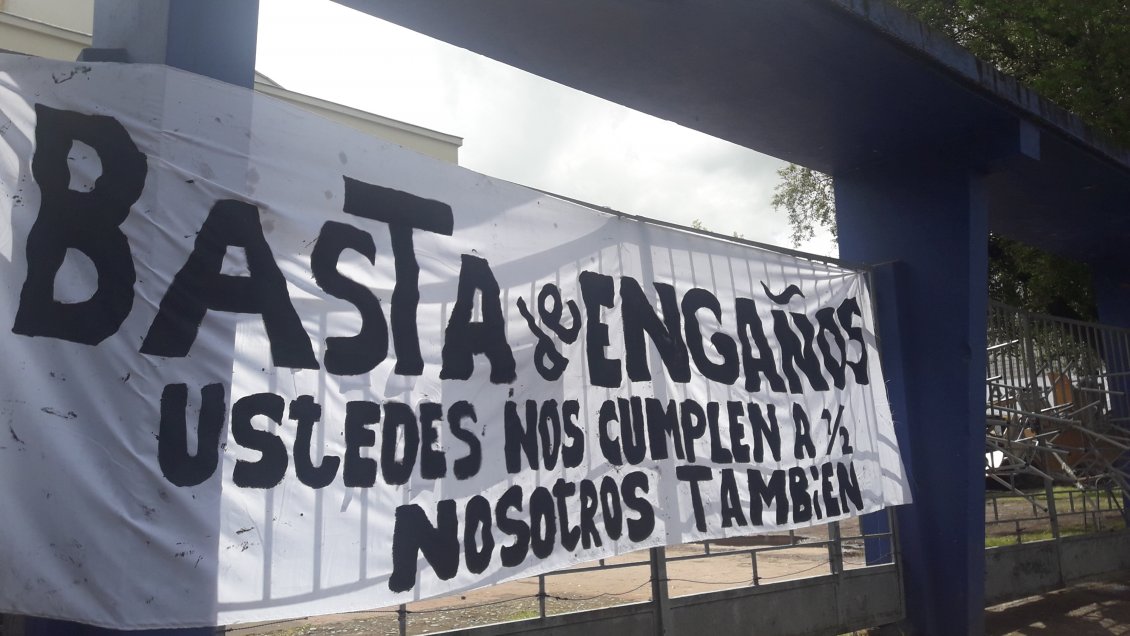 BASTA de ENGAÑOS
USTEDES NOS CUMPLEN A 1/2
NOSOTROS TAMBIEN